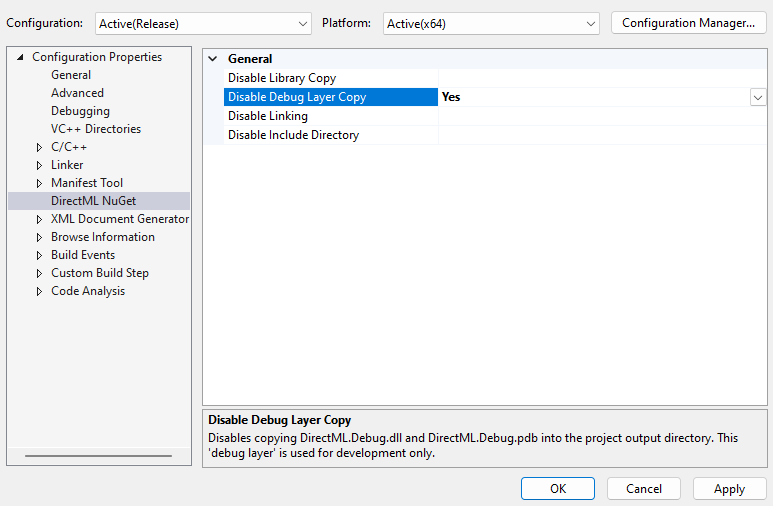 Configuration: Active(Release) Platform: Active(x64) Configuration Manager...
Configuration Properties
General
Advanced
Debugging
VC++ Directories
C/C++
Linker
Manifest Tool
DirectML NuGet
XML Document Generator
Browse Information
Build Events
Custom Build Step
Code Analysis
General
Disable Library Copy
Disable Debug Layer Copy Yes
Disable Linking
Disable Include Directory
Disable Debug Layer Copy
Disables copying DirectML.Debug.dll and DirectML.Debug.pdb into the project output directory. This
'debug layer' is used for development only.
OK Cancel Apply